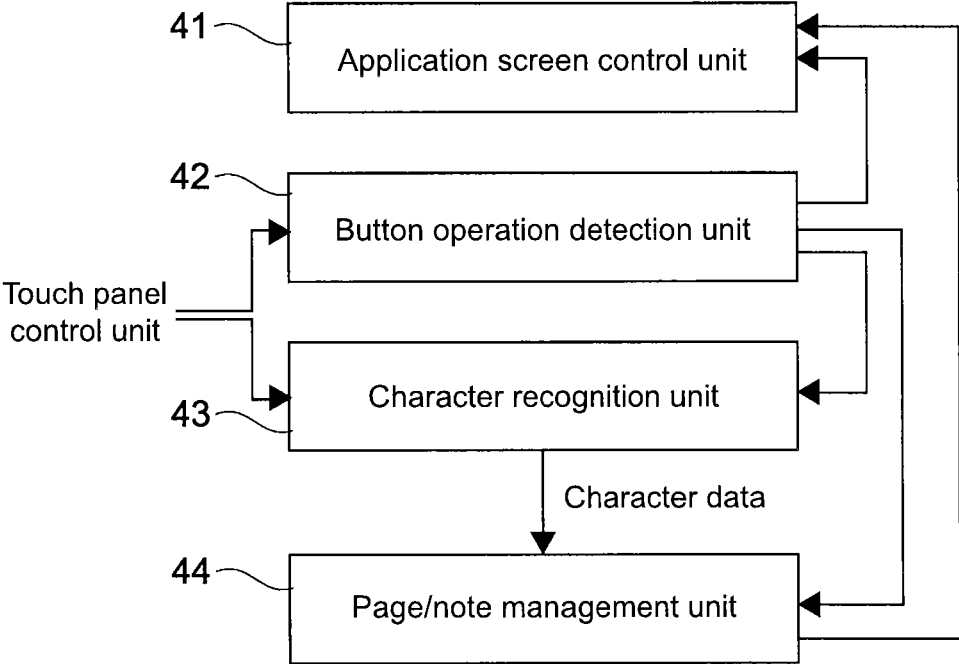 41
Application screen control unit
42
Button operation detection unit
Touch panel
control unit
Character recognition unit
43
Character data
44
Page/note management unit